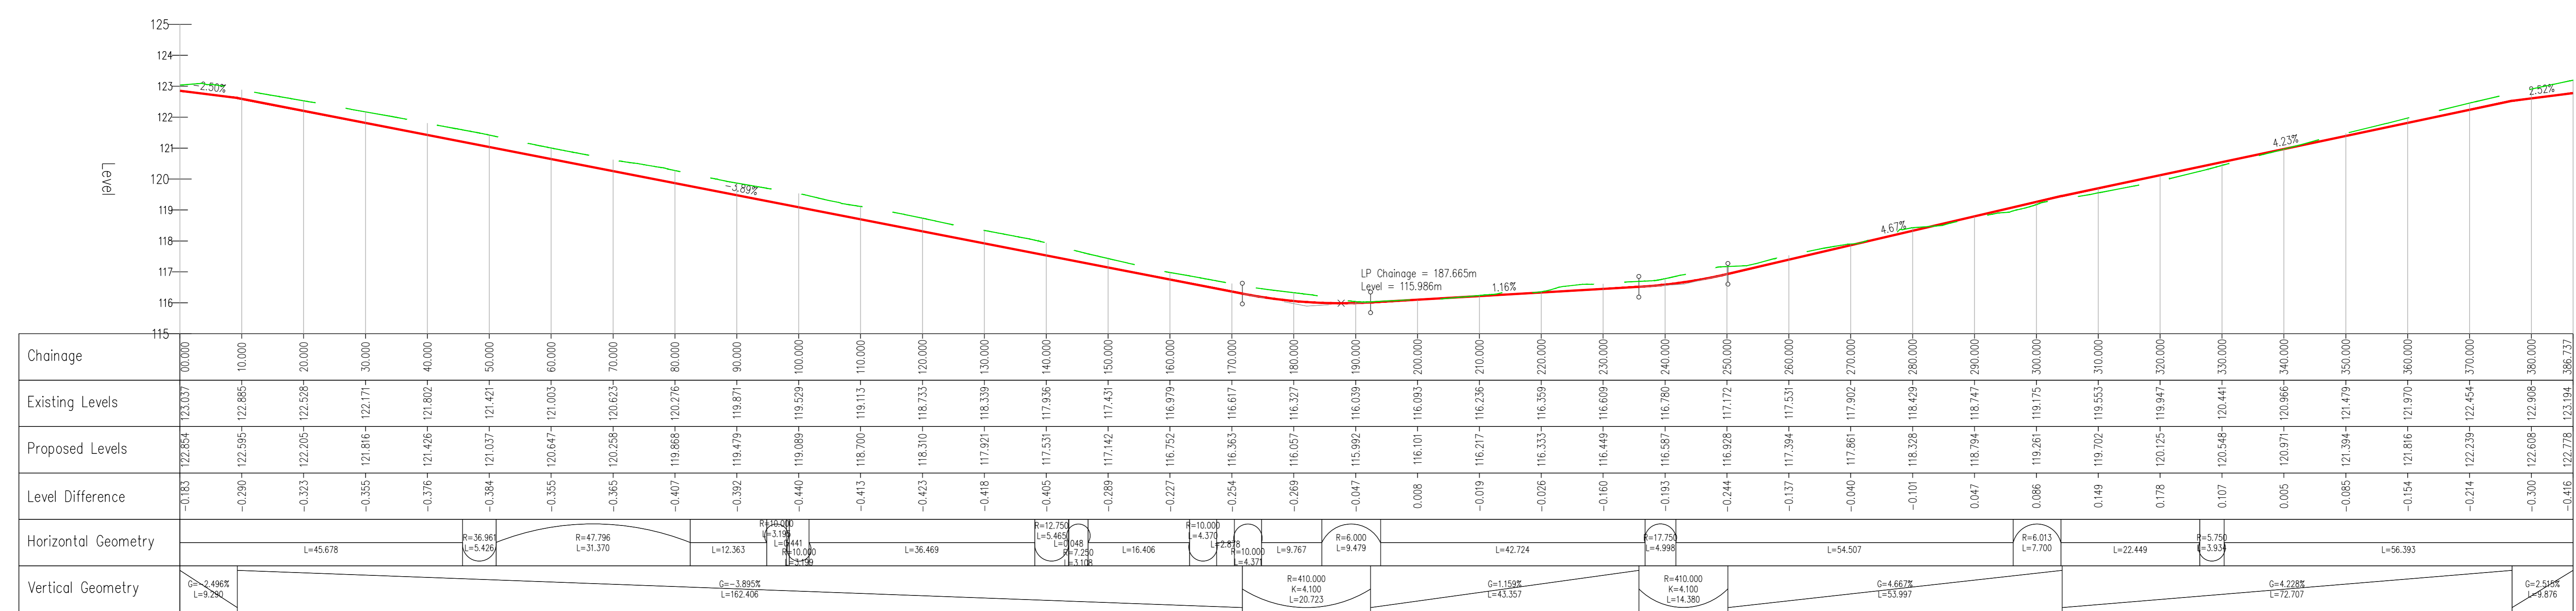 125
124
123
122
121
120
119
118
117
116
115
Level
-2.50%
-3.89%
LP Chainage = 187.665m
Level = 115.986m
1.16%
4.67%
4.23%
2.52%
Chainage
00.000 10.000 20.000 30.000 40.000 50.000 60.000 70.000 80.000 90.000 100.000 110.000 120.000 130.000 140.000 150.000 160.000 170.000 180.000 190.000 200.000 210.000 220.000 230.000 240.000 250.000 260.000 270.000 280.000 290.000 300.000 310.000 320.000 330.000 340.000 350.000 360.000 370.000 380.000 386.737
Existing Levels
123.037 122.885 122.528 122.171 121.802 121.421 121.003 120.623 120.276 119.871 119.529 119.113 118.733 118.339 117.936 117.431 116.979 116.617 116.327 116.039 116.093 116.236 116.359 116.609 116.780 117.172 117.531 117.902 118.429 118.747 119.175 119.553 119.947 120.441 120.966 121.479 121.970 122.454 122.908 123.194
Proposed Levels
122.854 122.595 122.205 121.816 121.426 121.037 120.647 120.258 119.868 119.479 119.089 118.700 118.310 117.921 117.531 117.142 116.752 116.363 116.057 115.992 116.101 116.217 116.333 116.449 116.587 116.928 117.394 117.861 118.328 118.794 119.261 119.702 120.125 120.548 120.971 121.394 121.816 122.239 122.608 122.778
Level Difference
-0.183 -0.290 -0.323 -0.355 -0.376 -0.384 -0.355 -0.365 -0.407 -0.392 -0.440 -0.413 -0.423 -0.418 -0.405 -0.289 -0.227 -0.254 -0.269 -0.047 0.008 -0.019 -0.026 -0.160 -0.193 -0.244 -0.137 -0.040 -0.101 0.047 0.086 0.149 0.178 0.107 0.005 -0.085 -0.154 -0.214 -0.300 -0.416
Horizontal Geometry
L=45.678
R=36.961
L=5.426
R=47.796
L=31.370
L=12.363
R=10.000
R=10.000
L=3.199
L=36.469
R=12.750
L=5.465
L=0.048
R=7.250
L=3.108
L=16.406
R=10.000
L=4.370
L=2.878
R=10.000
L=4.371
L=9.767
R=6.000
L=9.479
L=42.724
R=17.750
L=4.998
L=54.507
R=6.013
L=7.700
L=22.449
R=5.750
L=3.934
L=56.393
Vertical Geometry
G=-2.496%
L=9.290
G=-3.895%
L=162.406
R=410.000
K=4.100
L=20.723
G=1.159%
L=43.357
R=410.000
K=4.100
L=14.380
G=4.667%
L=53.997
G=4.228%
L=72.707
G=2.515%
L=9.876